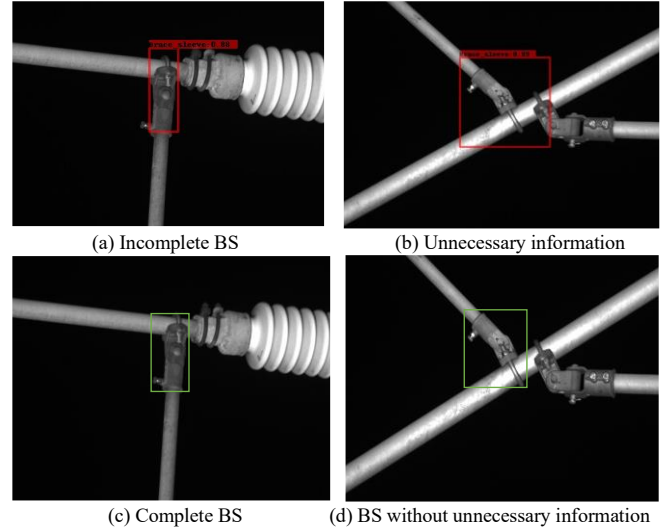 (a) Incomplete BS
(b) Unnecessary information
(c) Complete BS
(d) BS without unnecessary information